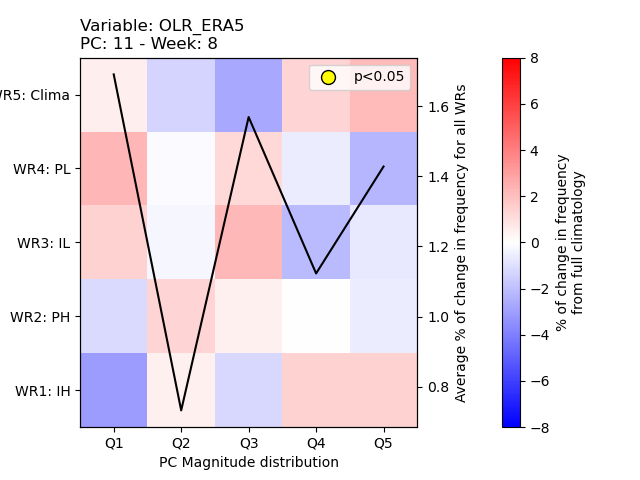 Variable: OLR_ERA5
PC: 11 - Week: 8
p<0.05
WR5: Clima
WR4: PL
WR3: IL
WR2: PH
WR1: IH
Q1 Q2 Q3 Q4 Q5
PC Magnitude distribution
1.6
1.4
1.2
1.0
0.8
Average % of change in frequency for all WRs
8
6
4
2
0
−2
−4
−6
−8
% of change in frequency
from full climatology